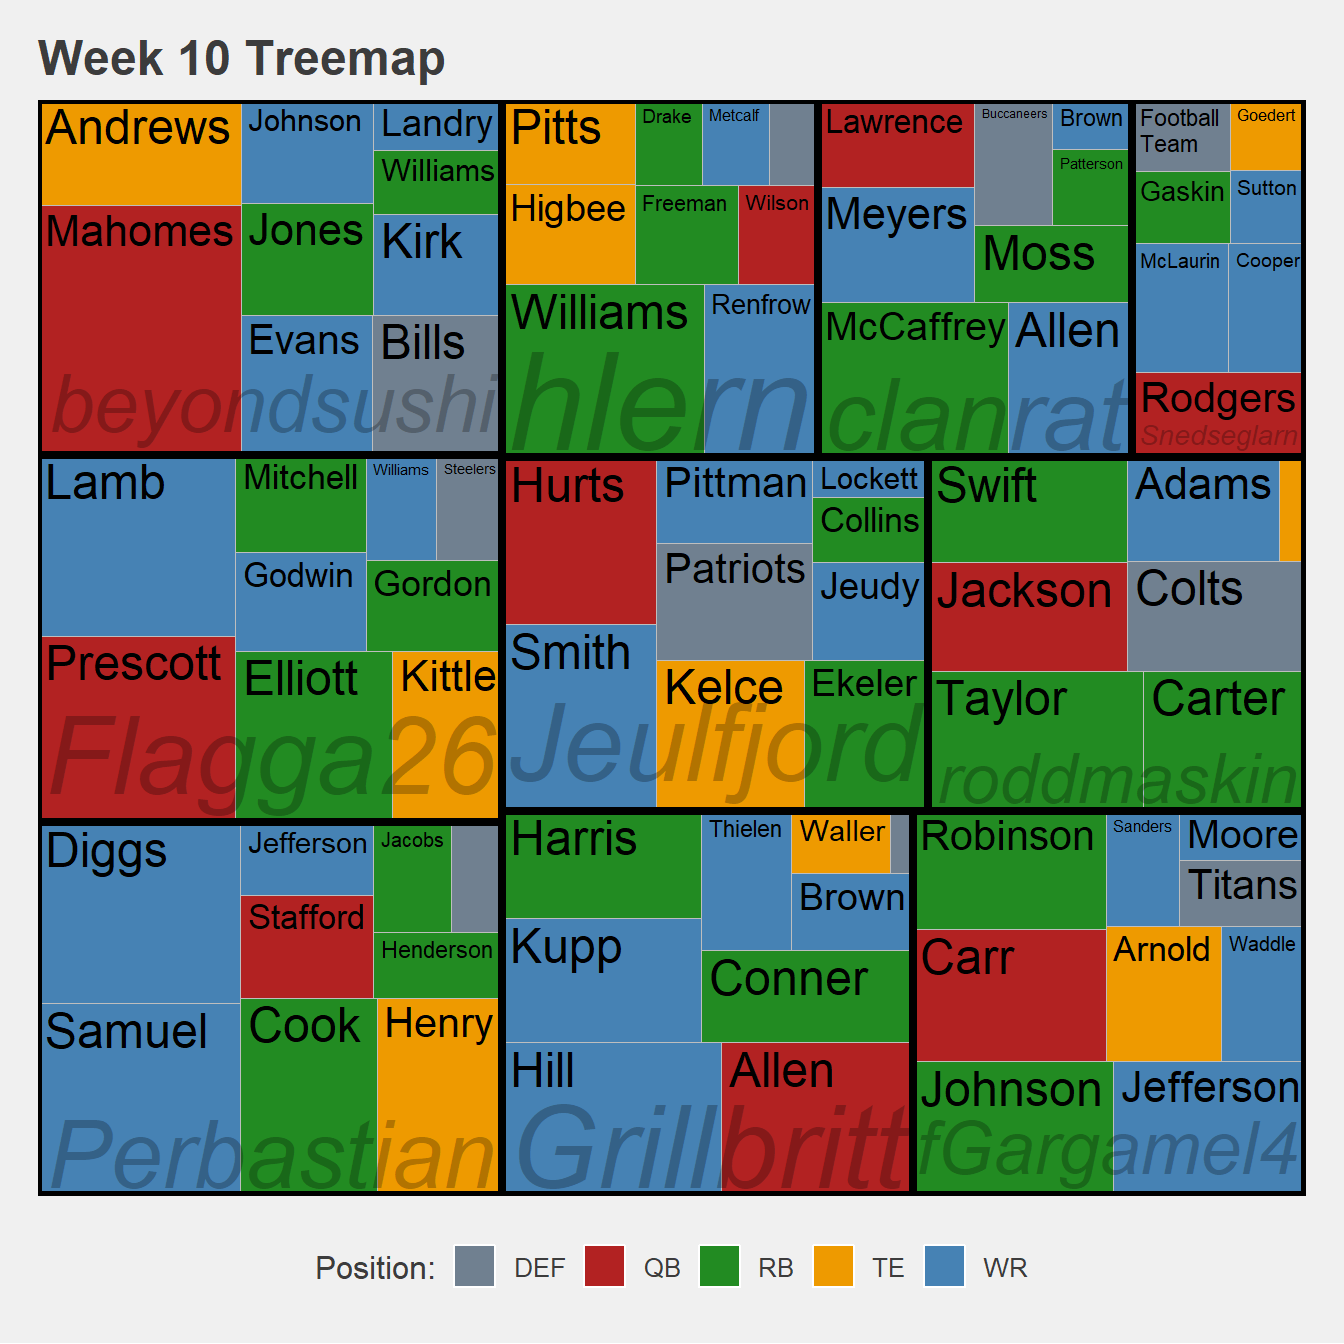 Week 10 Treemap
Andrews
Johnson
Landry
Williams
Mahomes
Jones
Kirk
Evans
Bills
beyondsushi
Pitts
Drake
Metcalf
Higbee
Freeman
Wilson
Williams
Renfrow
hlern
Lawrence
Buccaneers
Brown
Patterson
Meyers
Moss
McCaffrey
Allen
clanrat
Football
Team
Goedert
Gaskin
Sutton
McLaurin
Cooper
Rodgers
Snedseglarn
Lamb
Mitchell
Williams
Steelers
Godwin
Gordon
Prescott
Elliott
Kittle
Flagga26
Hurts
Pittman
Lockett
Collins
Patriots
Jeudy
Smith
Kelce
Ekeler
Jeulfjord
Swift
Adams
Jackson
Colts
Taylor
Carter
roddmaskin
Diggs
Jefferson
Jacobs
Stafford
Henderson
Samuel
Cook
Henry
Perbastian
Harris
Thielen
Waller
Brown
Kupp
Conner
Hill
Allen
Grillbritt
Robinson
Sanders
Moore
Titans
Carr
Arnold
Waddle
Johnson
Jefferson
fGargamel4
Position: DEF QB RB TE WR